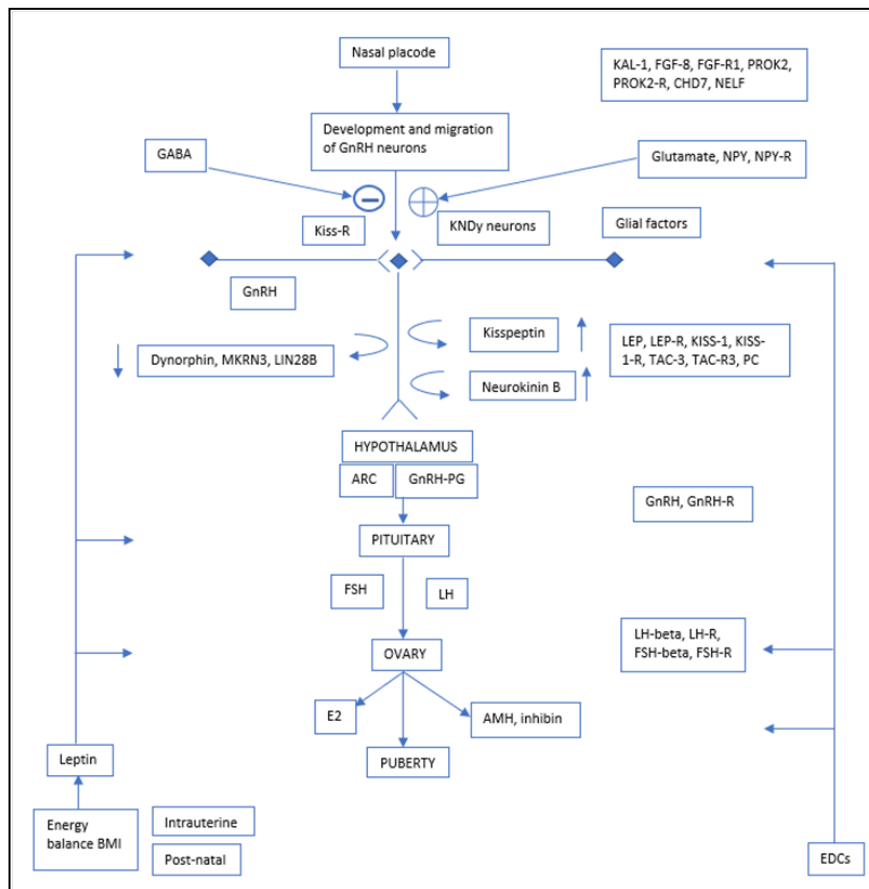 Nasal placode
KAL-1, FGF-8, FGF-R1, PROK2,
PROK2-R, CHD7, NELF
Development and migration
of GnRH neurons
GABA
Glutamate, NPY, NPY-R
Kiss-R
KNDy neurons
Glial factors
GnRH
Kisspeptin
Dynorphin, MKRN3, LIN28B
LEP, LEP-R, KISS-1, KISS-
1-R, TAC-3, TAC-R3, PC
Neurokinin B
HYPOTHALAMUS
ARC
GnRH-PG
GnRH, GnRH-R
PITUITARY
FSH
LH
LH-beta, LH-R,
FSH-beta, FSH-R
OVARY
E2
AMH, inhibin
PUBERTY
Leptin
Energy
balance BMI
Intrauterine
Post-natal
EDCs